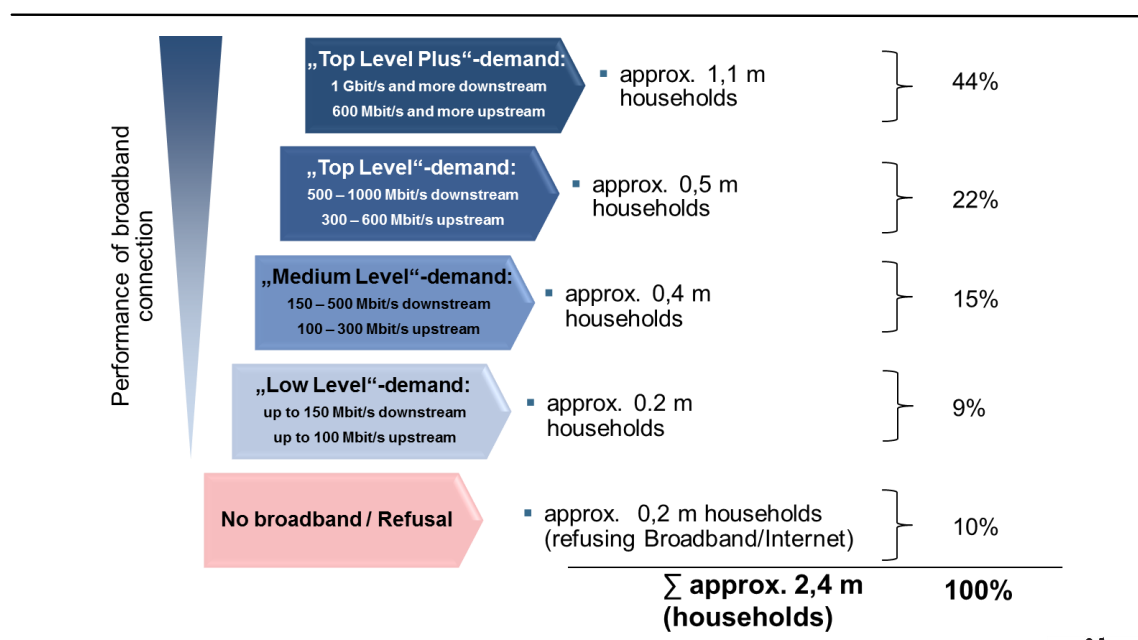 Performance of broadband
connection
„Top Level Plus“-demand:
1 Gbit/s and more downstream
600 Mbit/s and more upstream
▪ approx. 1,1 m
households
44%
„Top Level“-demand:
500 – 1000 Mbit/s downstream
300 – 600 Mbit/s upstream
▪ approx. 0,5 m
households
22%
„Medium Level“-demand:
150 – 500 Mbit/s downstream
100 – 300 Mbit/s upstream
▪ approx. 0,4 m
households
15%
„Low Level“-demand:
up to 150 Mbit/s downstream
up to 100 Mbit/s upstream
▪ approx. 0.2 m
households
9%
No broadband / Refusal
▪ approx. 0,2 m households
(refusing Broadband/Internet)
10%
∑ approx. 2,4 m
(households)
100%